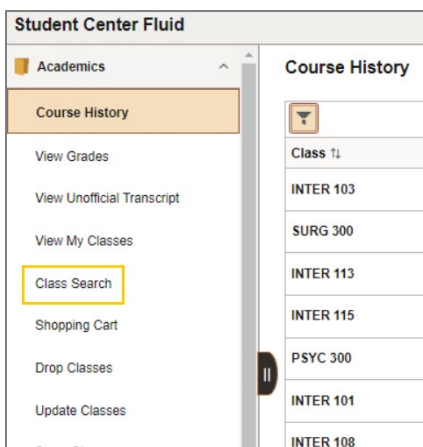 Student Center Fluid
Academics
Course History
View Grades
View Unofficial Transcript
View My Classes
Class Search
Shopping Cart
Drop Classes
Update Classes
Course History
Class ↑↓
INTER 103
SURG 300
INTER 113
INTER 115
PSYC 300
INTER 101
INTER 108